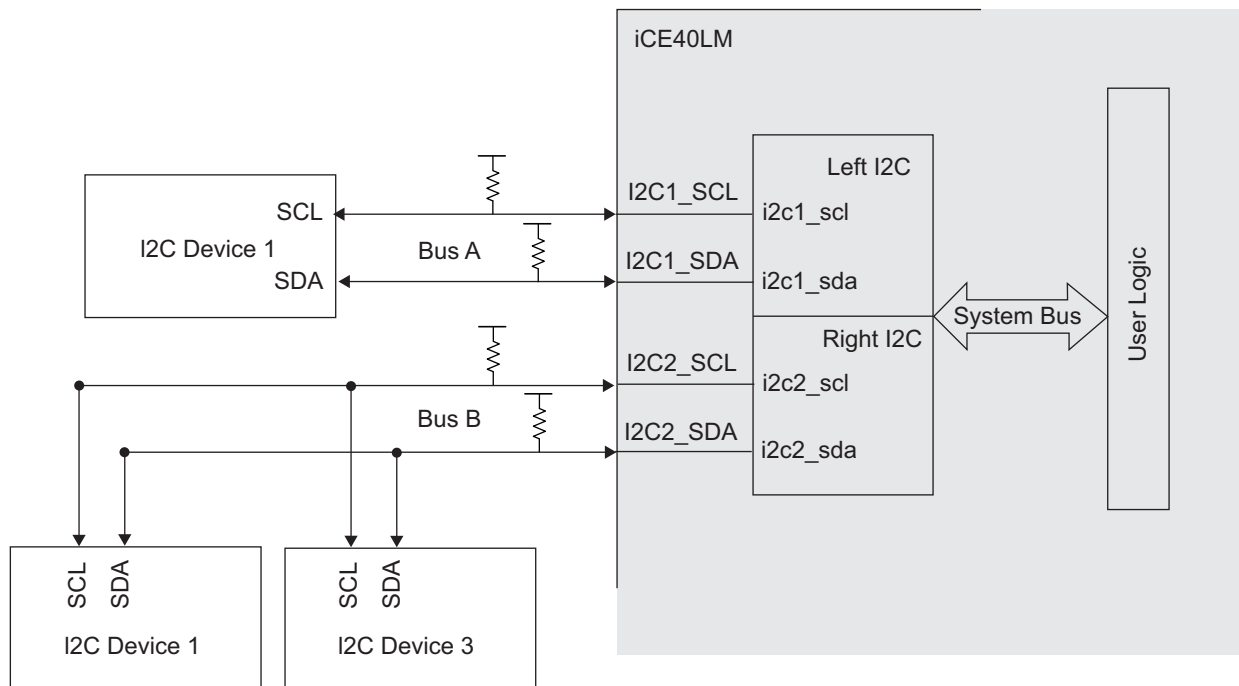 iCE40LM
Left I2C
I2C1_SCL
SCL
i2c1_scl
I2C Device 1
Bus A
I2C1_SDA
SDA
i2c1_sda
System Bus
User Logic
Right I2C
I2C2_SCL
i2c2_scl
Bus B
I2C2_SDA
i2c2_sda
SCL
SDA
I2C Device 1
SCL
SDA
I2C Device 3